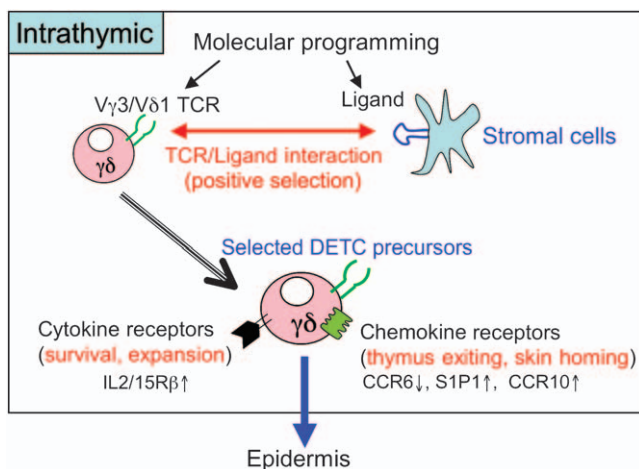 Intrathymic
Molecular programming
Vγ3/Vδ1 TCR
Ligand
γδ
Stromal cells
TCR/Ligand interaction
(positive selection)
Selected DETC precursors
γδ
Cytokine receptors
(survival, expansion)
IL2/15Rβ↑
Chemokine receptors
(thymus exiting, skin homing)
CCR6↓, S1P1↑, CCR10↑
Epidermis